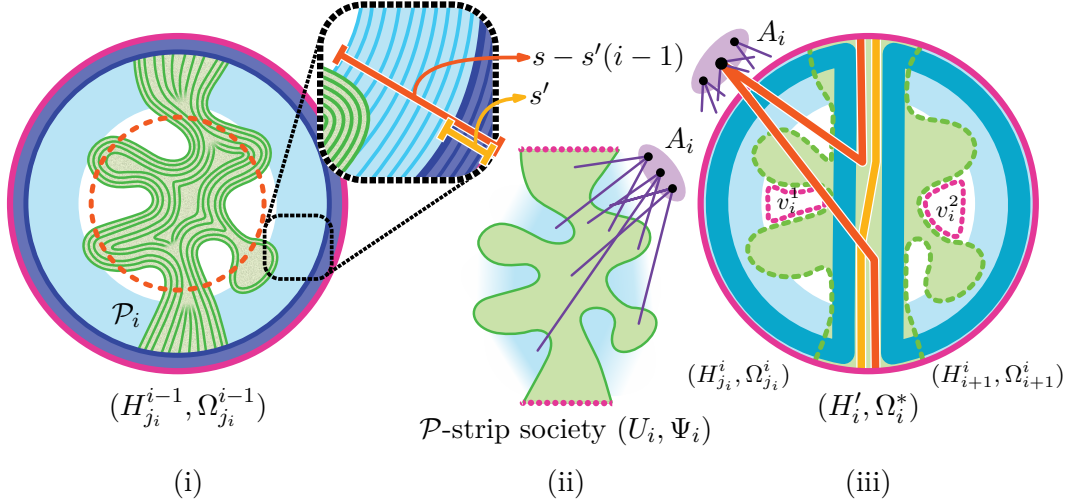 s − s′(i − 1)
s′
A_i
A_i
v_i^1
v_i^2
𝒫_i
(H_{j_i}^{i−1}, Ω_{j_i}^{i−1})
(H_{j_i}^i, Ω_{j_i}^i)
(H_{i+1}^i, Ω_{i+1}^i)
(H′_i, Ω_i^*)
𝒫-strip society (U_i, Ψ_i)
(i)
(ii)
(iii)